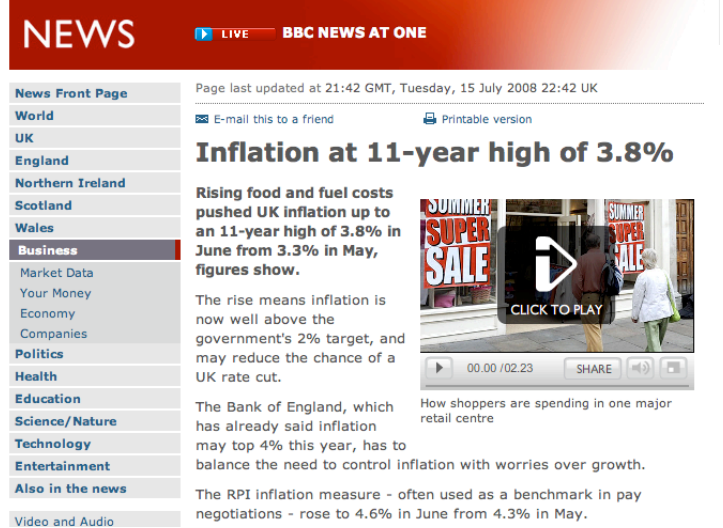 NEWS
LIVE BBC NEWS AT ONE
News Front Page
World
UK
England
Northern Ireland
Scotland
Wales
Business
Market Data
Your Money
Economy
Companies
Politics
Health
Education
Science/Nature
Technology
Entertainment
Also in the news
Video and Audio
Page last updated at 21:42 GMT, Tuesday, 15 July 2008 22:42 UK
E-mail this to a friend
Printable version
Inflation at 11-year high of 3.8%
Rising food and fuel costs
pushed UK inflation up to
an 11-year high of 3.8% in
June from 3.3% in May,
figures show.
The rise means inflation is
now well above the
government's 2% target, and
may reduce the chance of a
UK rate cut.
SUMMER
SUPER
SALE
SUMMER
SUPER
SALE
CLICK TO PLAY
00.00 /02.23 SHARE
How shoppers are spending in one major
retail centre
The Bank of England, which
has already said inflation
may top 4% this year, has to
balance the need to control inflation with worries over growth.
The RPI inflation measure - often used as a benchmark in pay
negotiations - rose to 4.6% in June from 4.3% in May.